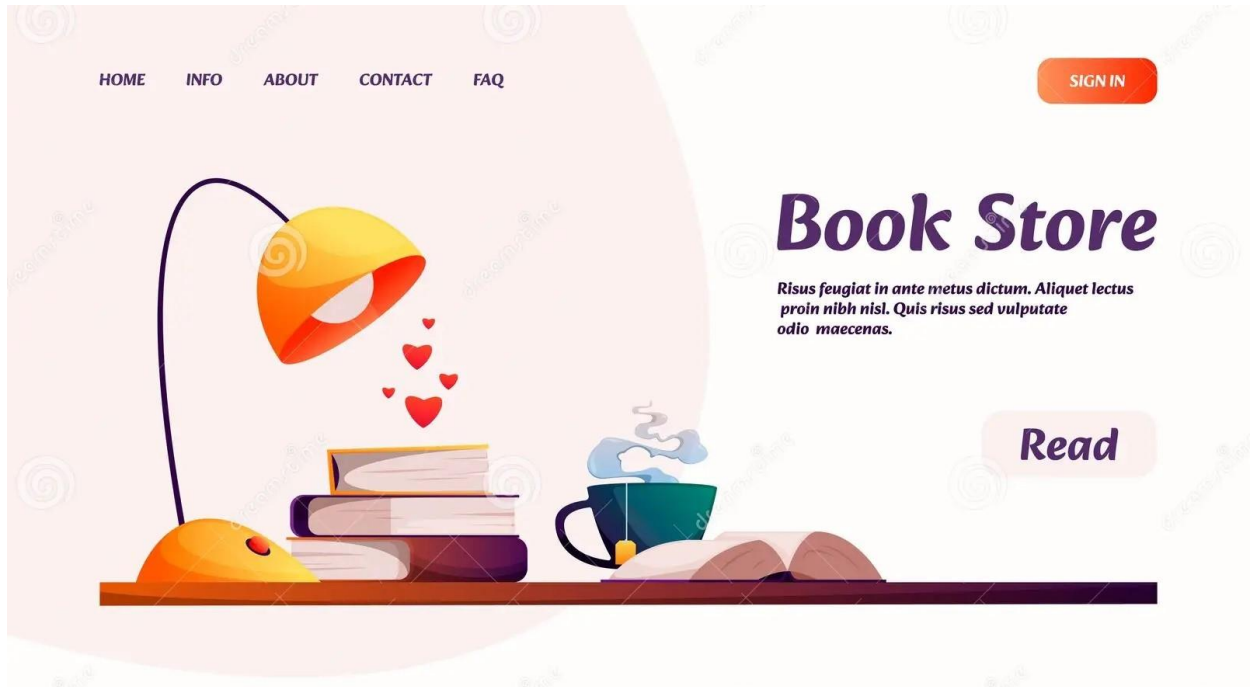 HOME INFO ABOUT CONTACT FAQ
SIGN IN
Book Store
Risus feugiat in ante metus dictum. Aliquet lectus
proin nibh nisl. Quis risus sed vulputate
odio maecenas.
Read